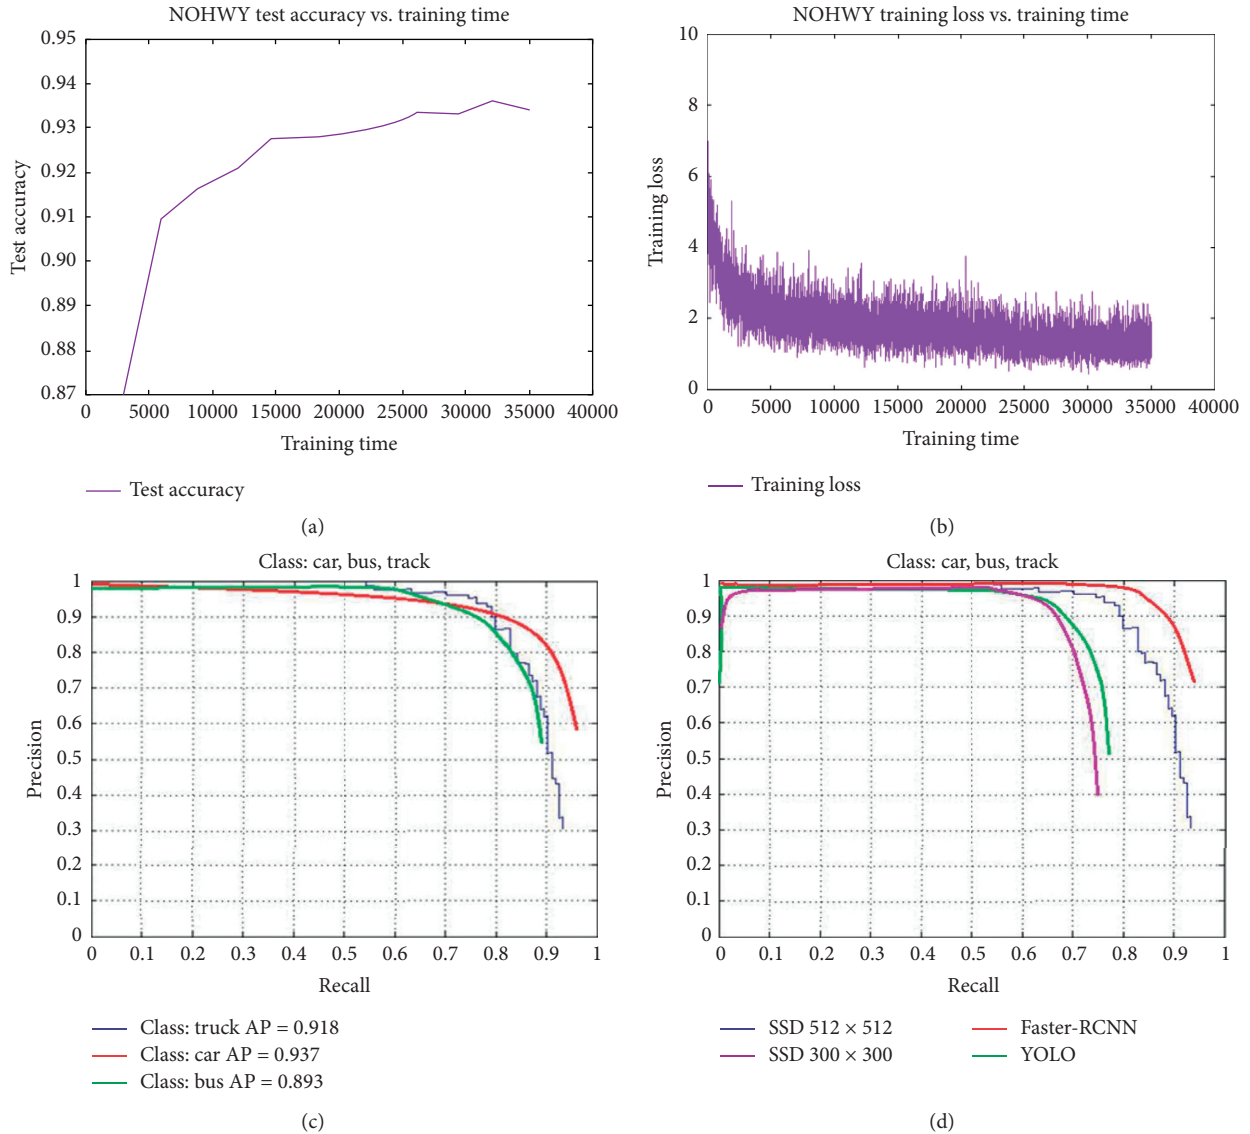 NOHWY test accuracy vs. training time
0.95
0.94
0.93
0.92
0.91
0.90
0.89
0.88
0.87
Test accuracy
0 5000 10000 15000 20000 25000 30000 35000 40000
Training time
Test accuracy
(a)
NOHWY training loss vs. training time
10
8
6
4
2
0
Training loss
0 5000 10000 15000 20000 25000 30000 35000 40000
Training time
Training loss
(b)
Class: car, bus, track
1
0.9
0.8
0.7
0.6
0.5
0.4
0.3
0.2
0.1
0
Precision
0 0.1 0.2 0.3 0.4 0.5 0.6 0.7 0.8 0.9 1
Recall
Class: truck AP = 0.918
Class: car AP = 0.937
Class: bus AP = 0.893
(c)
Class: car, bus, track
1
0.9
0.8
0.7
0.6
0.5
0.4
0.3
0.2
0.1
0
Precision
0 0.1 0.2 0.3 0.4 0.5 0.6 0.7 0.8 0.9 1
Recall
SSD 512 × 512
SSD 300 × 300
Faster-RCNN
YOLO
(d)